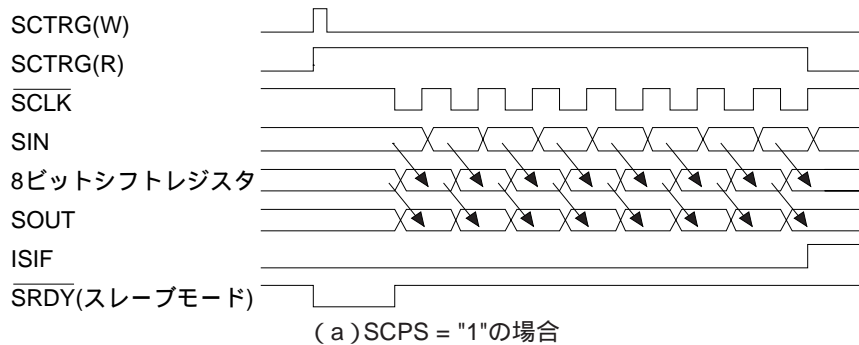 SCTRG(W)
SCTRG(R)
SCLK
SIN
8ビットシフトレジスタ
SOUT
ISIF
SRDY(スレーブモード)
(a)SCPS = "1"の場合